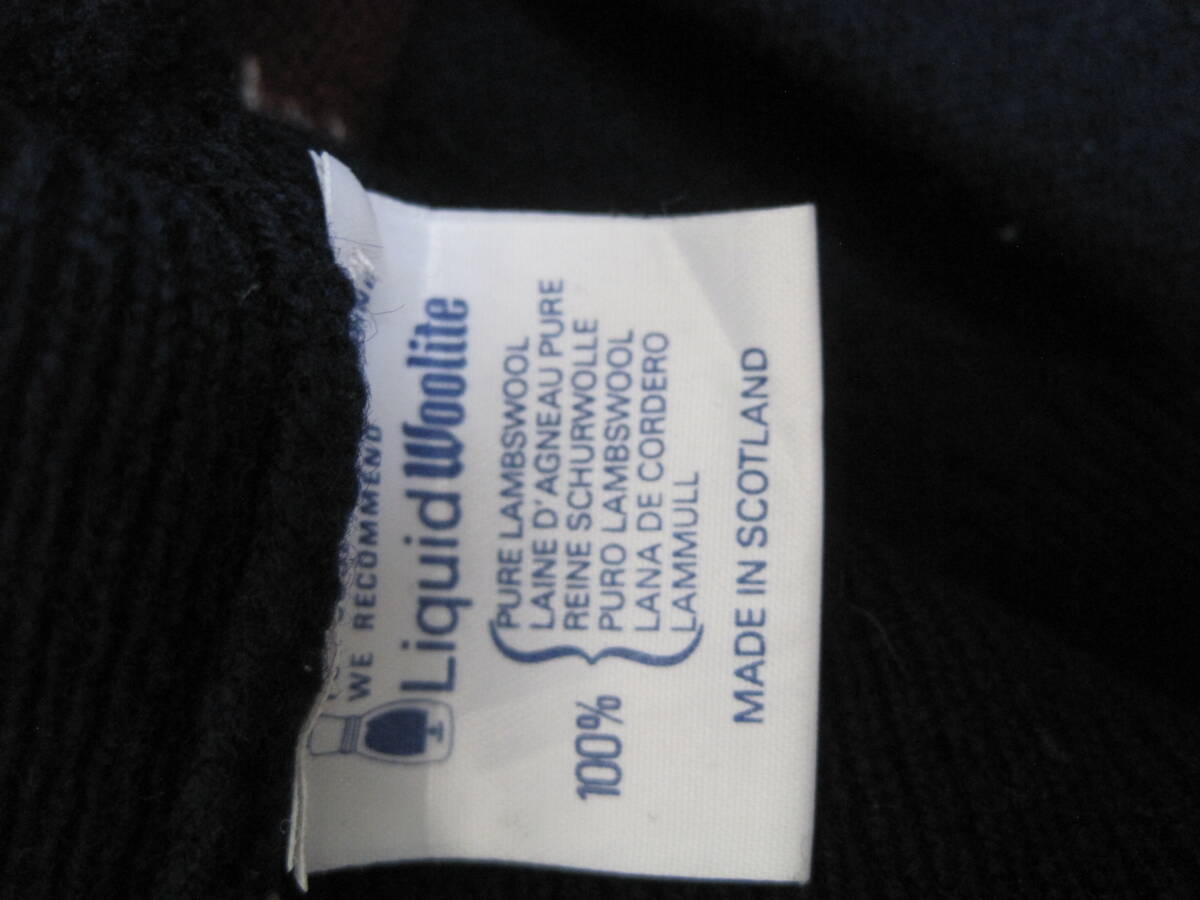 WE RECOMMEND
Liquid Woolite
100%
PURE LAMBSWOOL
LAINE D'AGNEAU PURE
REINE SCHURWOLLE
PURO LAMBSWOOL
LANA DE CORDERO
LAMMULL
MADE IN SCOTLAND